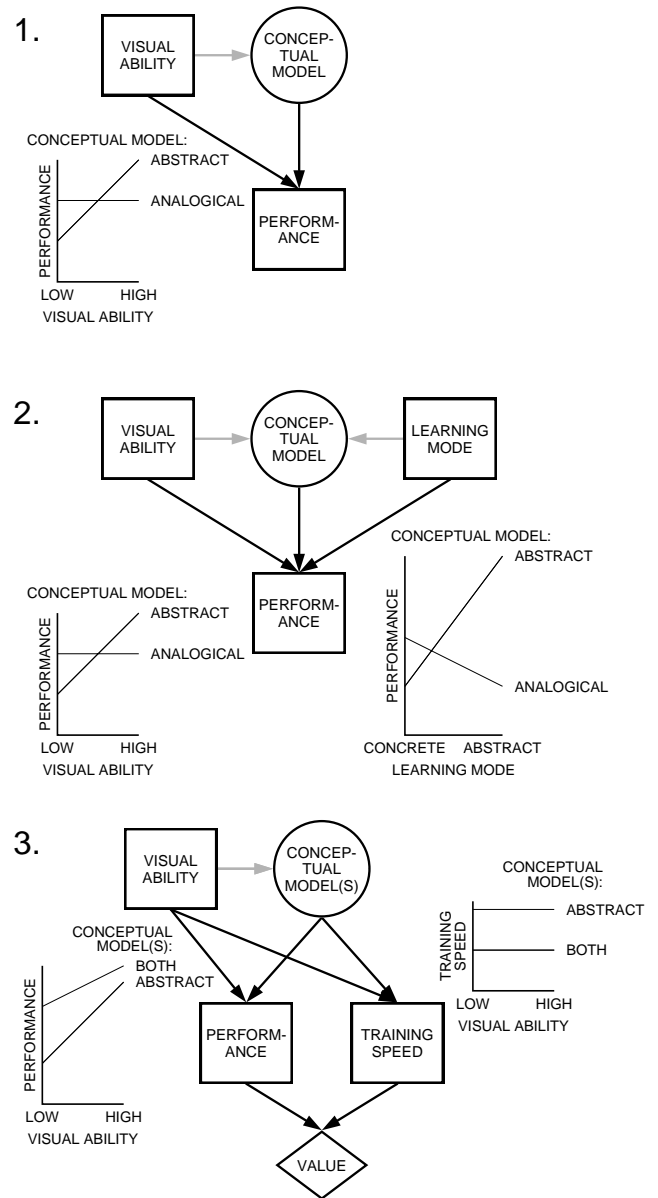 1.
VISUAL
ABILITY
CONCEP-
TUAL
MODEL
CONCEPTUAL MODEL:
ABSTRACT
ANALOGICAL
PERFORMANCE
LOW HIGH
VISUAL ABILITY
PERFORM-
ANCE
2.
VISUAL
ABILITY
CONCEP-
TUAL
MODEL
LEARNING
MODE
CONCEPTUAL MODEL:
ABSTRACT
ANALOGICAL
PERFORMANCE
LOW HIGH
VISUAL ABILITY
PERFORM-
ANCE
CONCEPTUAL MODEL:
ABSTRACT
ANALOGICAL
PERFORMANCE
CONCRETE ABSTRACT
LEARNING MODE
3.
VISUAL
ABILITY
CONCEP-
TUAL
MODEL(S)
CONCEPTUAL
MODEL(S):
ABSTRACT
BOTH
TRAINING
SPEED
LOW HIGH
VISUAL ABILITY
CONCEPTUAL
MODEL(S):
BOTH
ABSTRACT
PERFORMANCE
LOW HIGH
VISUAL ABILITY
PERFORM-
ANCE
TRAINING
SPEED
VALUE